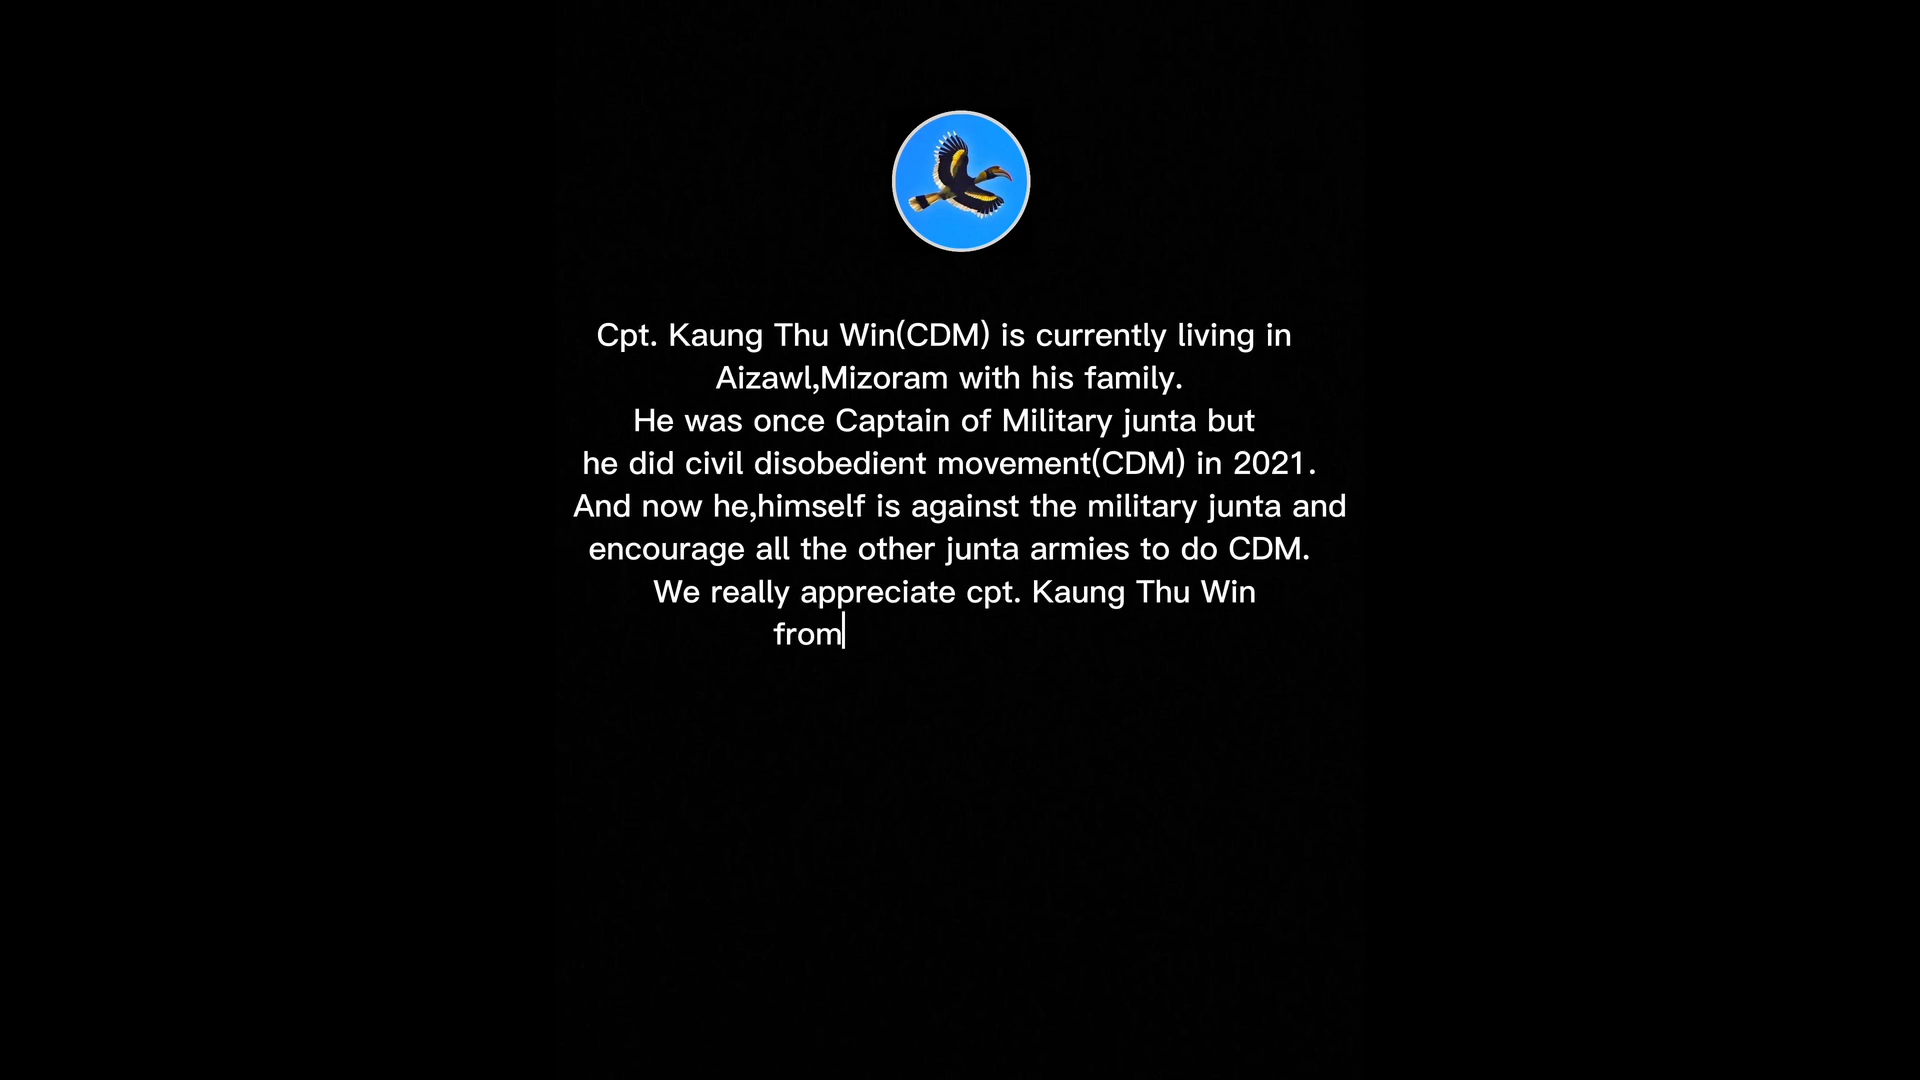 Cpt. Kaung Thu Win(CDM) is currently living in
Aizawl,Mizoram with his family.
He was once Captain of Military junta but
he did civil disobedient movement(CDM) in 2021.
And now he,himself is against the military junta and
encourage all the other junta armies to do CDM.
We really appreciate cpt. Kaung Thu Win
from